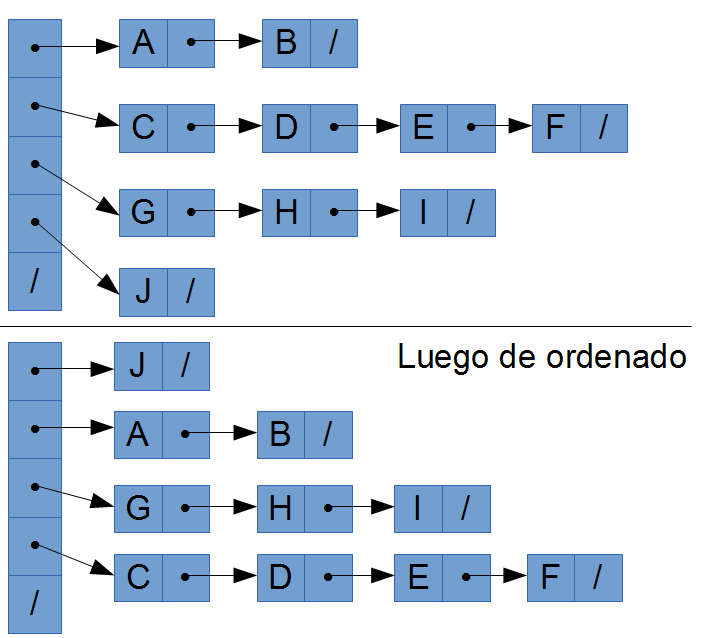 A B /
C D E F /
G H I /
J /
/
Luego de ordenado
J /
A B /
G H I /
C D E F /
/